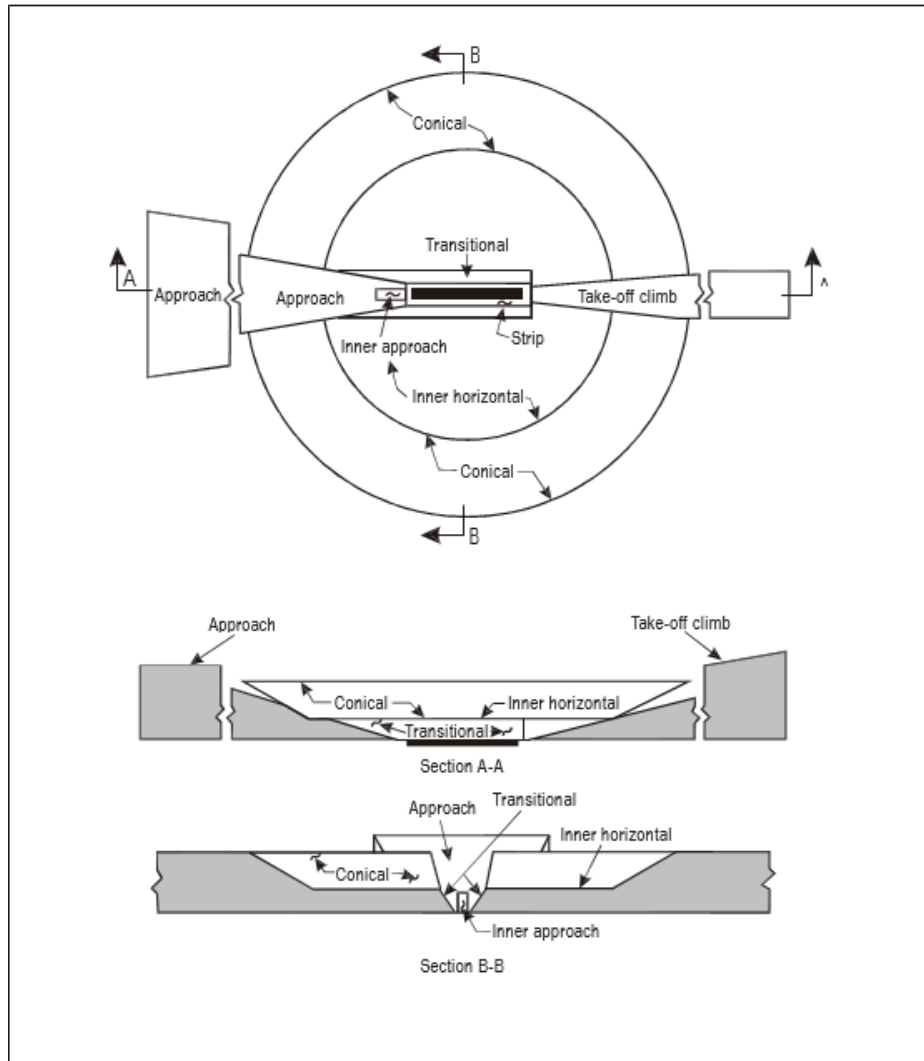 B
Conical
Transitional
A
Approach
Approach
Take-off climb
A
Inner approach
Strip
Inner horizontal
Conical
B
Approach
Take-off climb
Conical
Inner horizontal
Transitional
Section A-A
Transitional
Approach
Inner horizontal
Conical
Inner approach
Section B-B